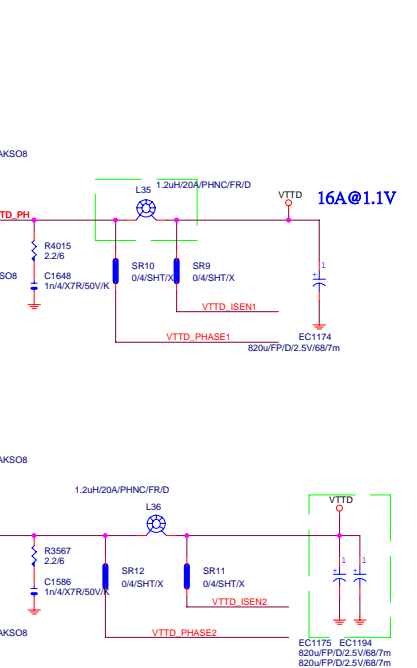 AKSO8
L35
1.2uH/20A/PHNC/FR/D
VTTD
16A@1.1V
TD_PH
R4015
2.2/6
SO8
C1648
1n/4/X7R/50V/K
SR10
0/4/SHT/X
SR9
0/4/SHT/X
1
VTTD_ISEN1
VTTD_PHASE1
EC1174
820u/FP/D/2.5V/68/7m
AKSO8
1.2uH/20A/PHNC/FR/D
L36
VTTD
R3567
2.2/6
C1586
1n/4/X7R/50V/K
SR12
0/4/SHT/X
SR11
0/4/SHT/X
1
1
VTTD_ISEN2
AKSO8
VTTD_PHASE2
EC1175 EC1194
820u/FP/D/2.5V/68/7m
820u/FP/D/2.5V/68/7m